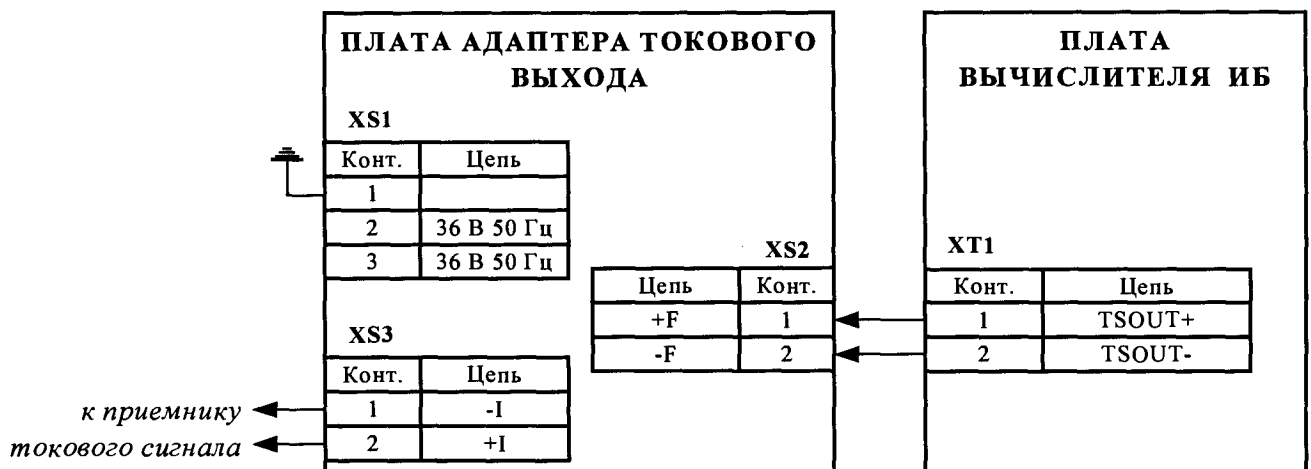 ПЛАТА АДАПТЕРА ТОКОВОГО
ВЫХОДА
XS1
Конт. Цепь
1
2 36 В 50 Гц
3 36 В 50 Гц
XS3
Конт. Цепь
1 -I
2 +I
к приемнику
токового сигнала
XS2
Цепь Конт.
+F 1
-F 2
ПЛАТА
ВЫЧИСЛИТЕЛЯ ИБ
XT1
Конт. Цепь
1 TSOUT+
2 TSOUT-